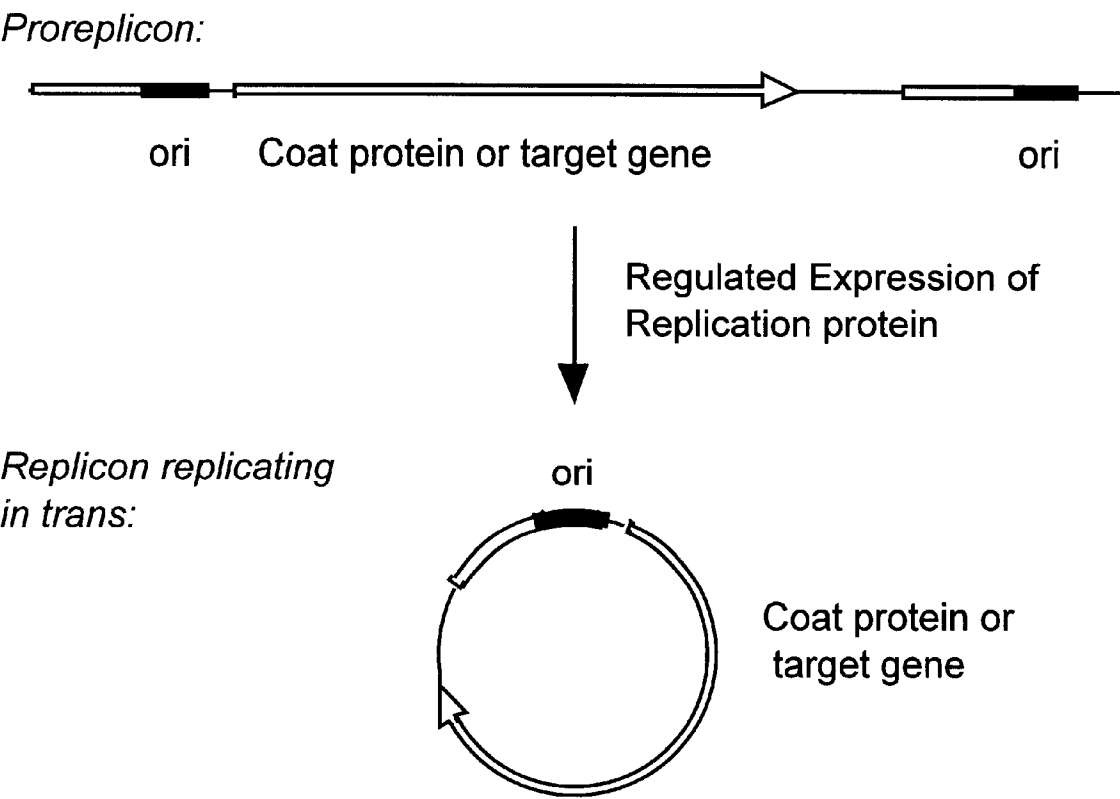 Proreplicon:
ori Coat protein or target gene ori
Regulated Expression of
Replication protein
Replicon replicating
in trans:
ori
Coat protein or
target gene